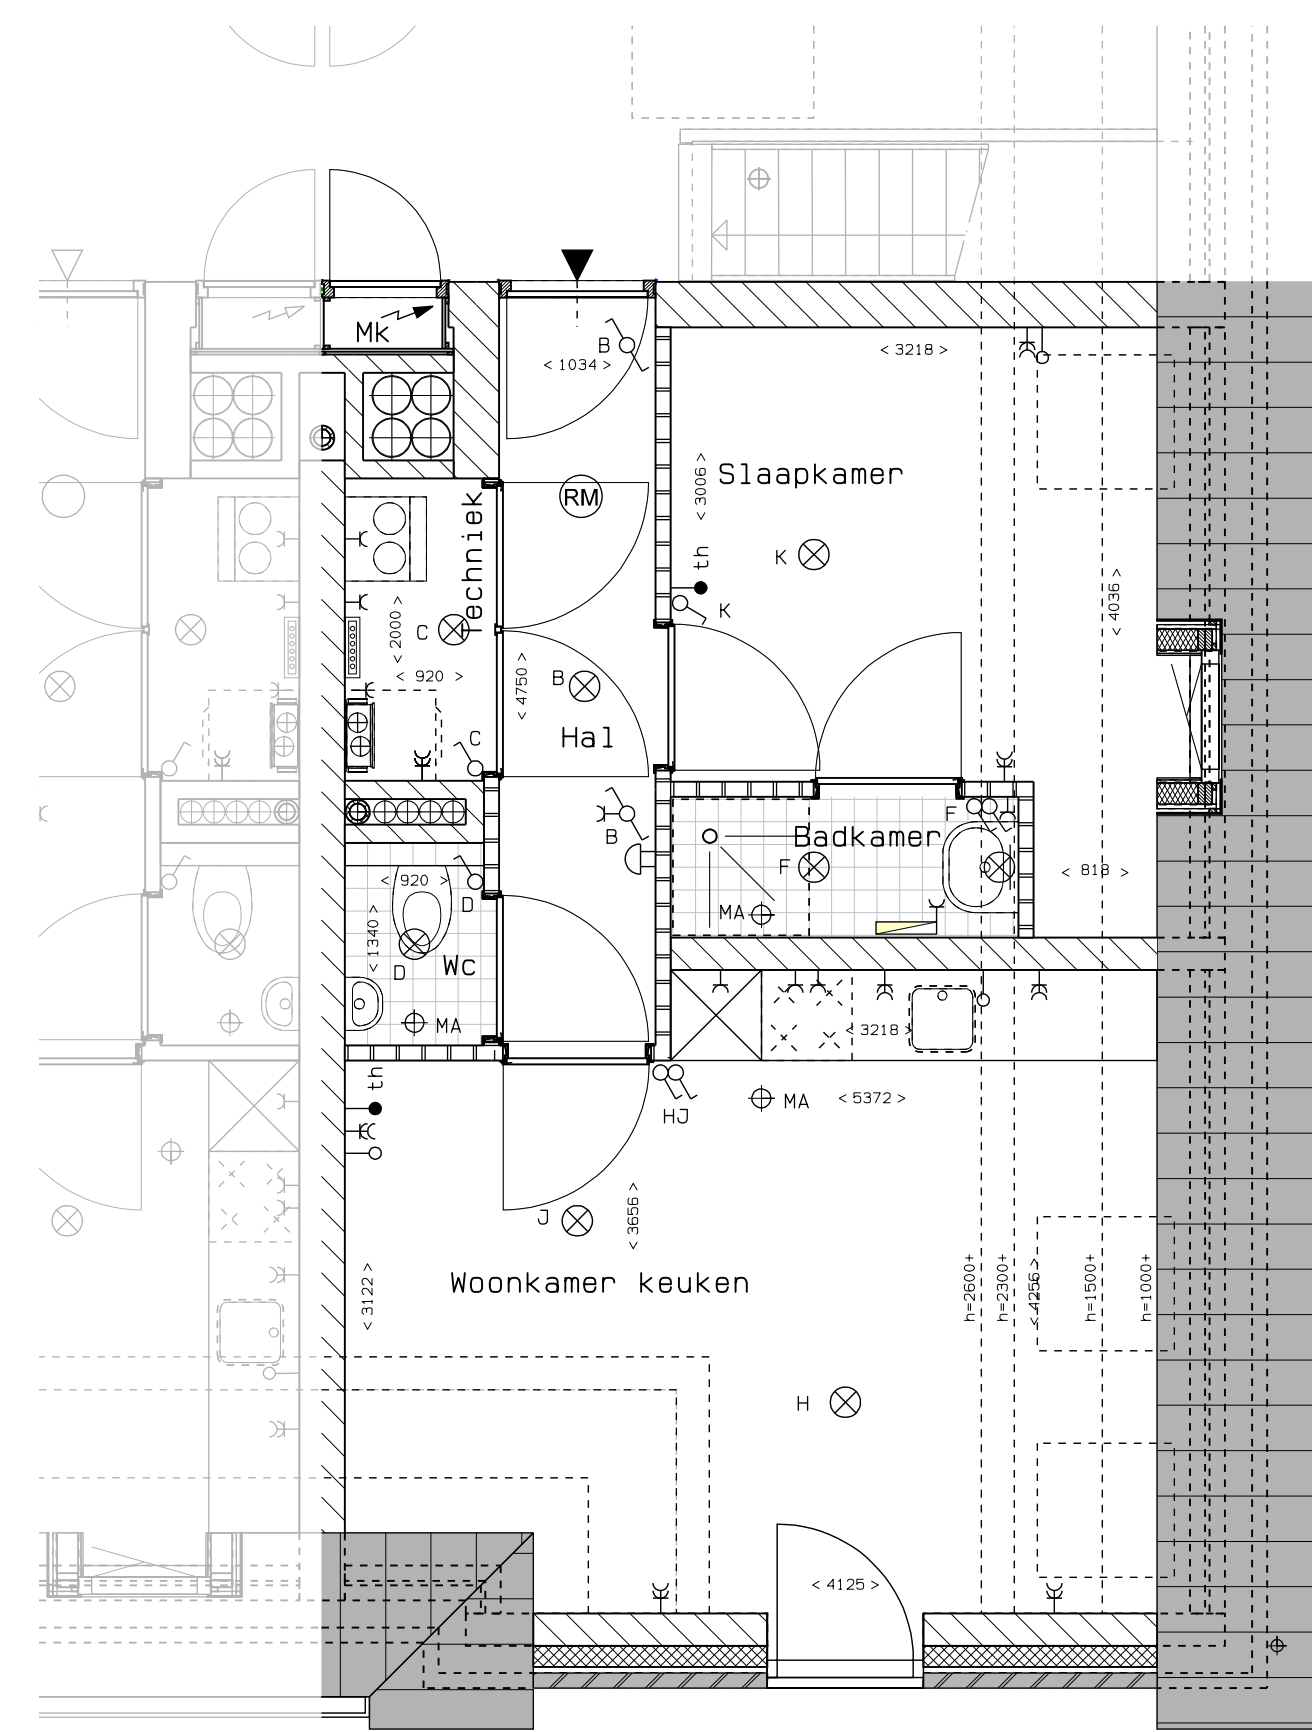 Mk
B
< 1034 >
< 3218 >
Slaapkamer
< 3006 >
RM
Techniek
th
K
K
< 4036 >
C
< 2000 >
< 920 >
< 4750 >
B
Hal
C
B
F
Badkamer
F
< 818 >
< 920 >
D
MA
< 1340 >
D
Wc
MA
< 3218 >
th
HJ
MA
< 5372 >
J
< 3656 >
Woonkamer keuken
< 3122 >
h=2600+
h=2300+
< 4256 >
h=1500+
h=1000+
H
< 4125 >